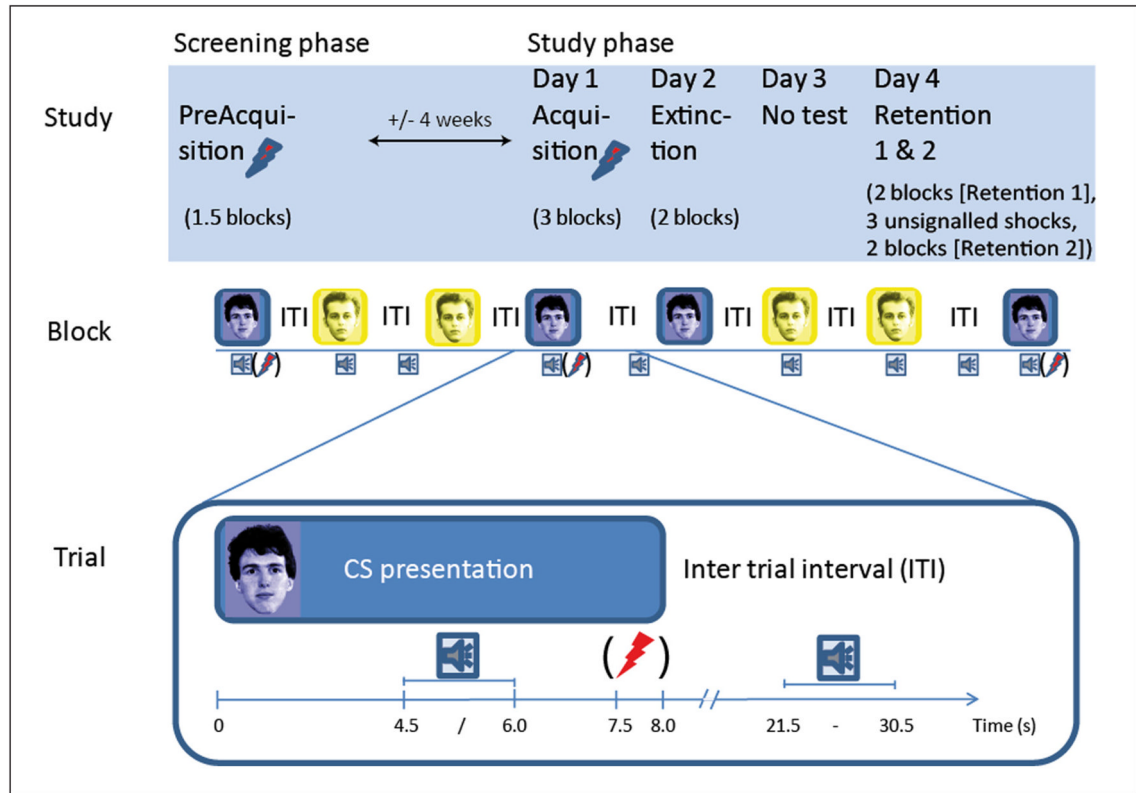 Screening phase
Study phase
Study
PreAcqui-
sition
(1.5 blocks)
+/- 4 weeks
Day 1
Acqui-
sition
(3 blocks)
Day 2
Extinc-
tion
(2 blocks)
Day 3
No test
Day 4
Retention
1 & 2
(2 blocks [Retention 1],
3 unsignalled shocks,
2 blocks [Retention 2])
Block
ITI ITI ITI ITI ITI ITI ITI
( ) ( ) ( )
Trial
CS presentation
Inter trial interval (ITI)
( )
0 4.5 / 6.0 7.5 8.0 21.5 - 30.5 Time (s)